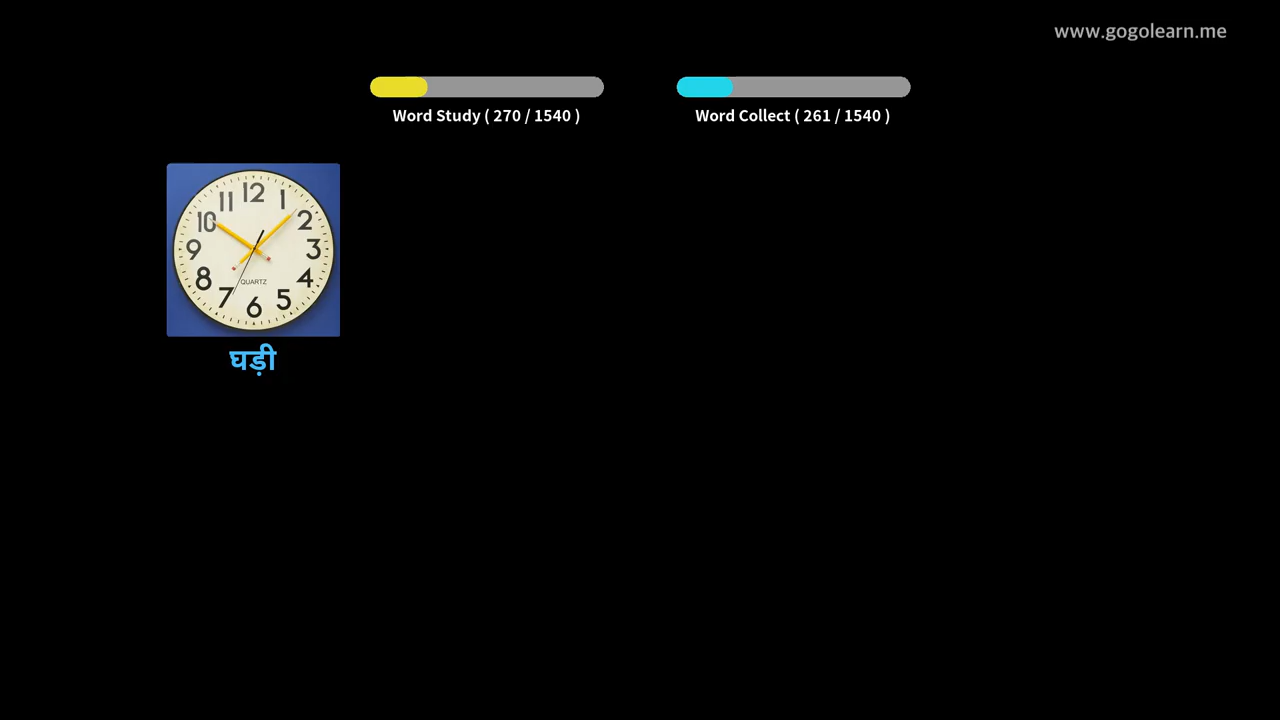 www.gogolearn.me
Word Study ( 270 / 1540 )
Word Collect ( 261 / 1540 )
12
11
1
10
2
9
3
8
4
QUARTZ
7
5
6
घड़ी